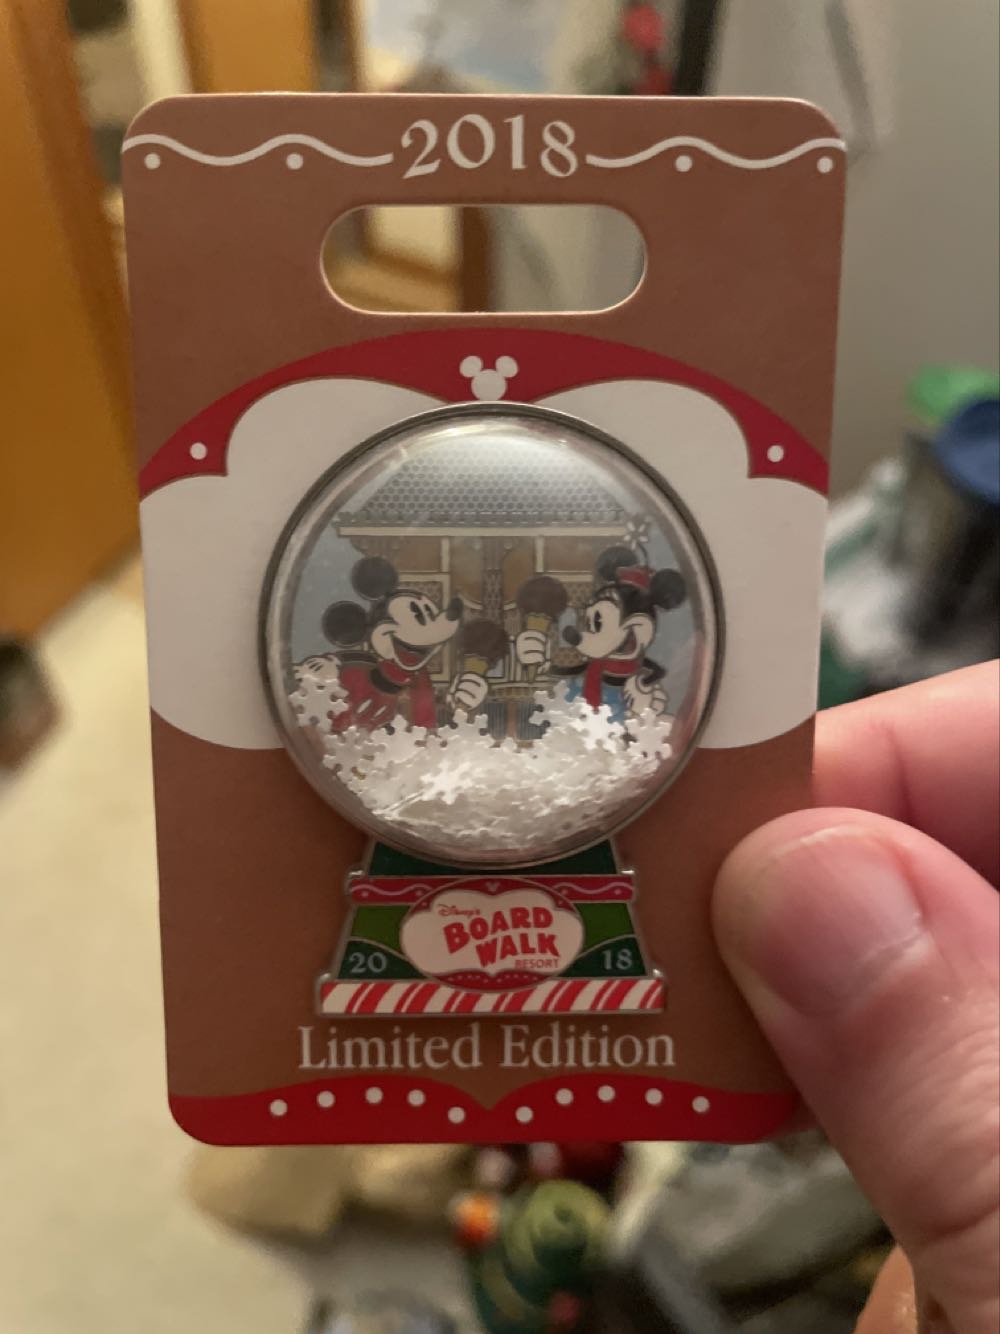 2018
Disney's
BOARD
WALK
RESORT
20 18
Limited Edition